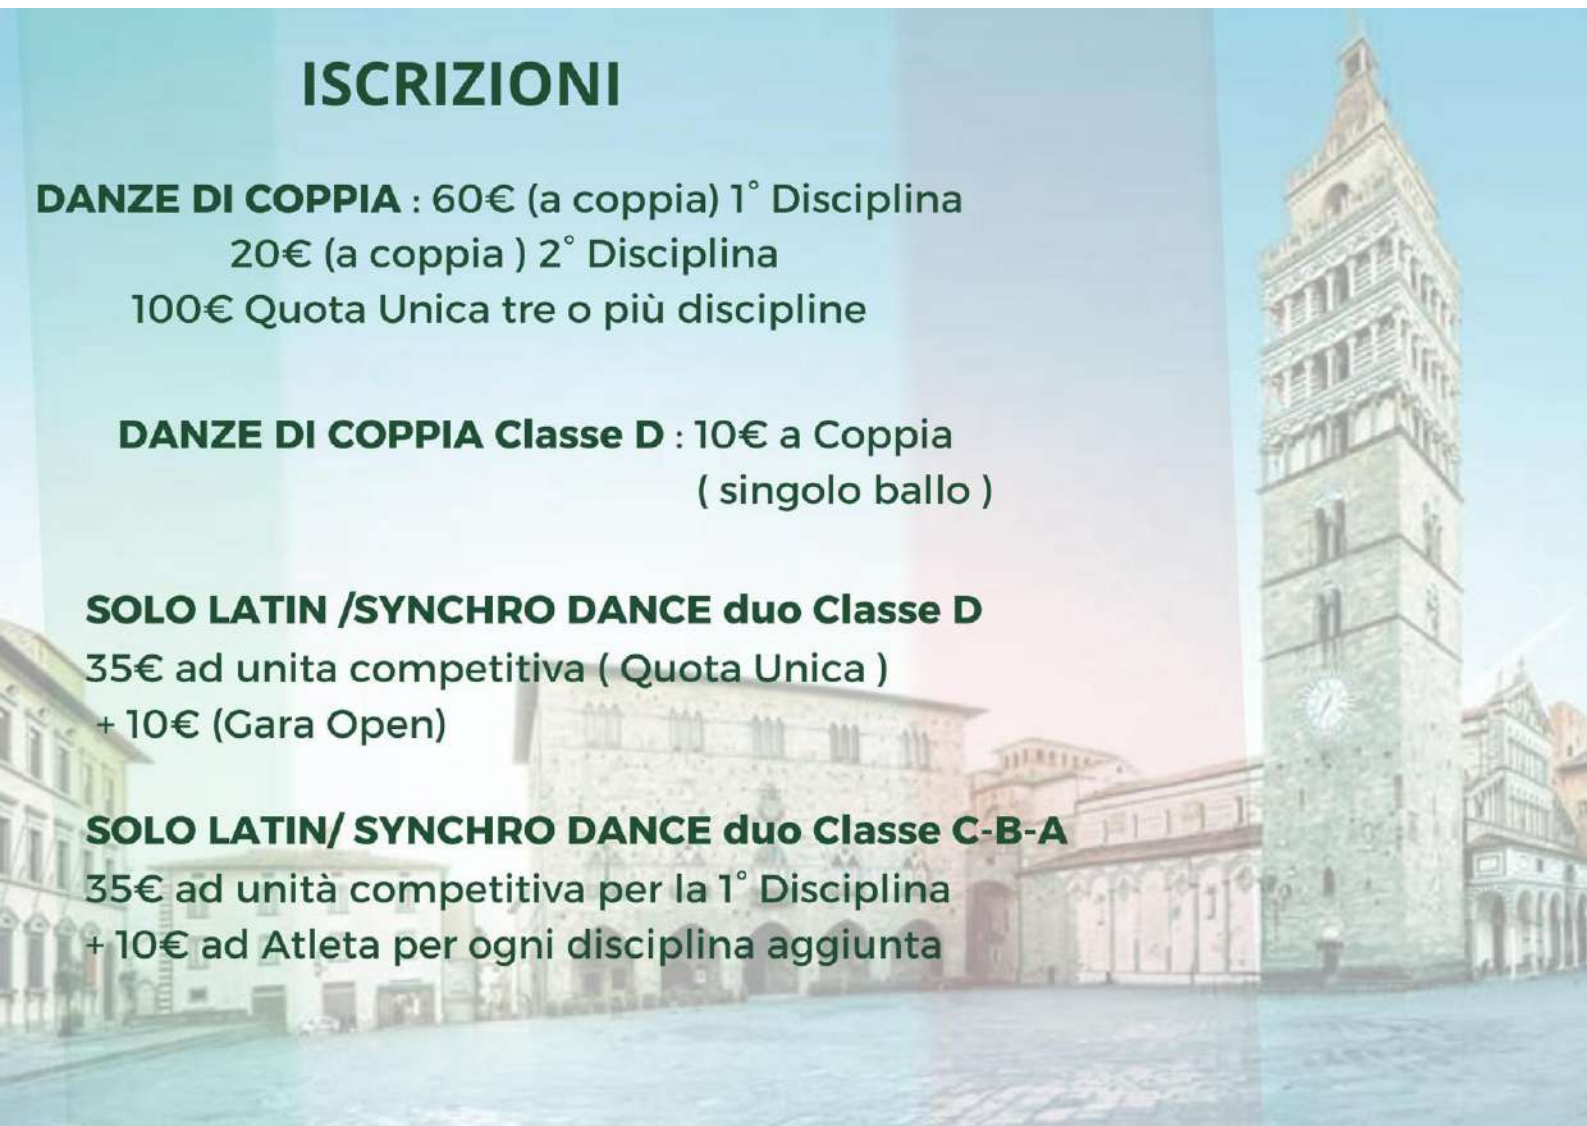 ISCRIZIONI
DANZE DI COPPIA : 60€ (a coppia) 1° Disciplina
20€ (a coppia ) 2° Disciplina
100€ Quota Unica tre o più discipline
DANZE DI COPPIA Classe D : 10€ a Coppia
( singolo ballo )
SOLO LATIN /SYNCHRO DANCE duo Classe D
35€ ad unita competitiva ( Quota Unica )
+ 10€ (Gara Open)
SOLO LATIN/ SYNCHRO DANCE duo Classe C-B-A
35€ ad unità competitiva per la 1° Disciplina
+ 10€ ad Atleta per ogni disciplina aggiunta